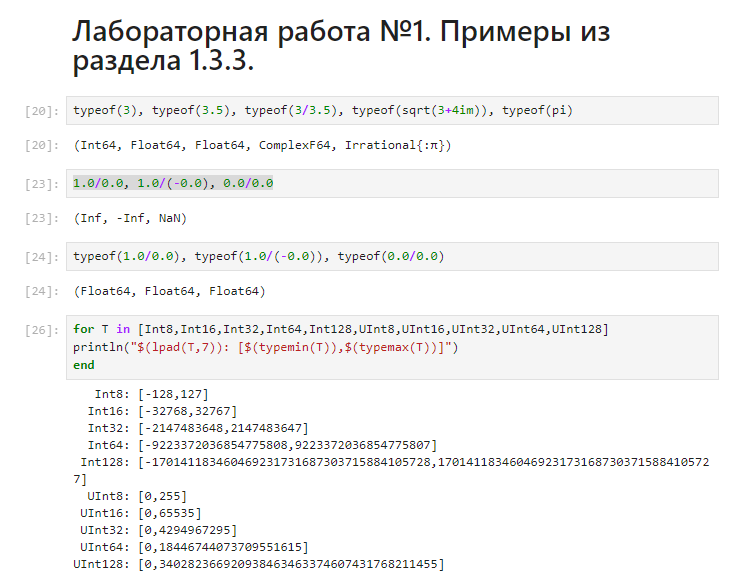 Лабораторная работа №1. Примеры из
раздела 1.3.3.
[20]: typeof(3), typeof(3.5), typeof(3/3.5), typeof(sqrt(3+4im)), typeof(pi)
[20]: (Int64, Float64, Float64, ComplexF64, Irrational{:π})
[23]: 1.0/0.0, 1.0/(-0.0), 0.0/0.0
[23]: (Inf, -Inf, NaN)
[24]: typeof(1.0/0.0), typeof(1.0/(-0.0)), typeof(0.0/0.0)
[24]: (Float64, Float64, Float64)
[26]: for T in [Int8,Int16,Int32,Int64,Int128,UInt8,UInt16,UInt32,UInt64,UInt128]
println("$(lpad(T,7)): [$(typemin(T)),$(typemax(T))]")
end
Int8: [-128,127]
Int16: [-32768,32767]
Int32: [-2147483648,2147483647]
Int64: [-9223372036854775808,9223372036854775807]
Int128: [-170141183460469231731687303715884105728,17014118346046923173168730371588410572
7]
UInt8: [0,255]
UInt16: [0,65535]
UInt32: [0,4294967295]
UInt64: [0,18446744073709551615]
UInt128: [0,340282366920938463463374607431768211455]